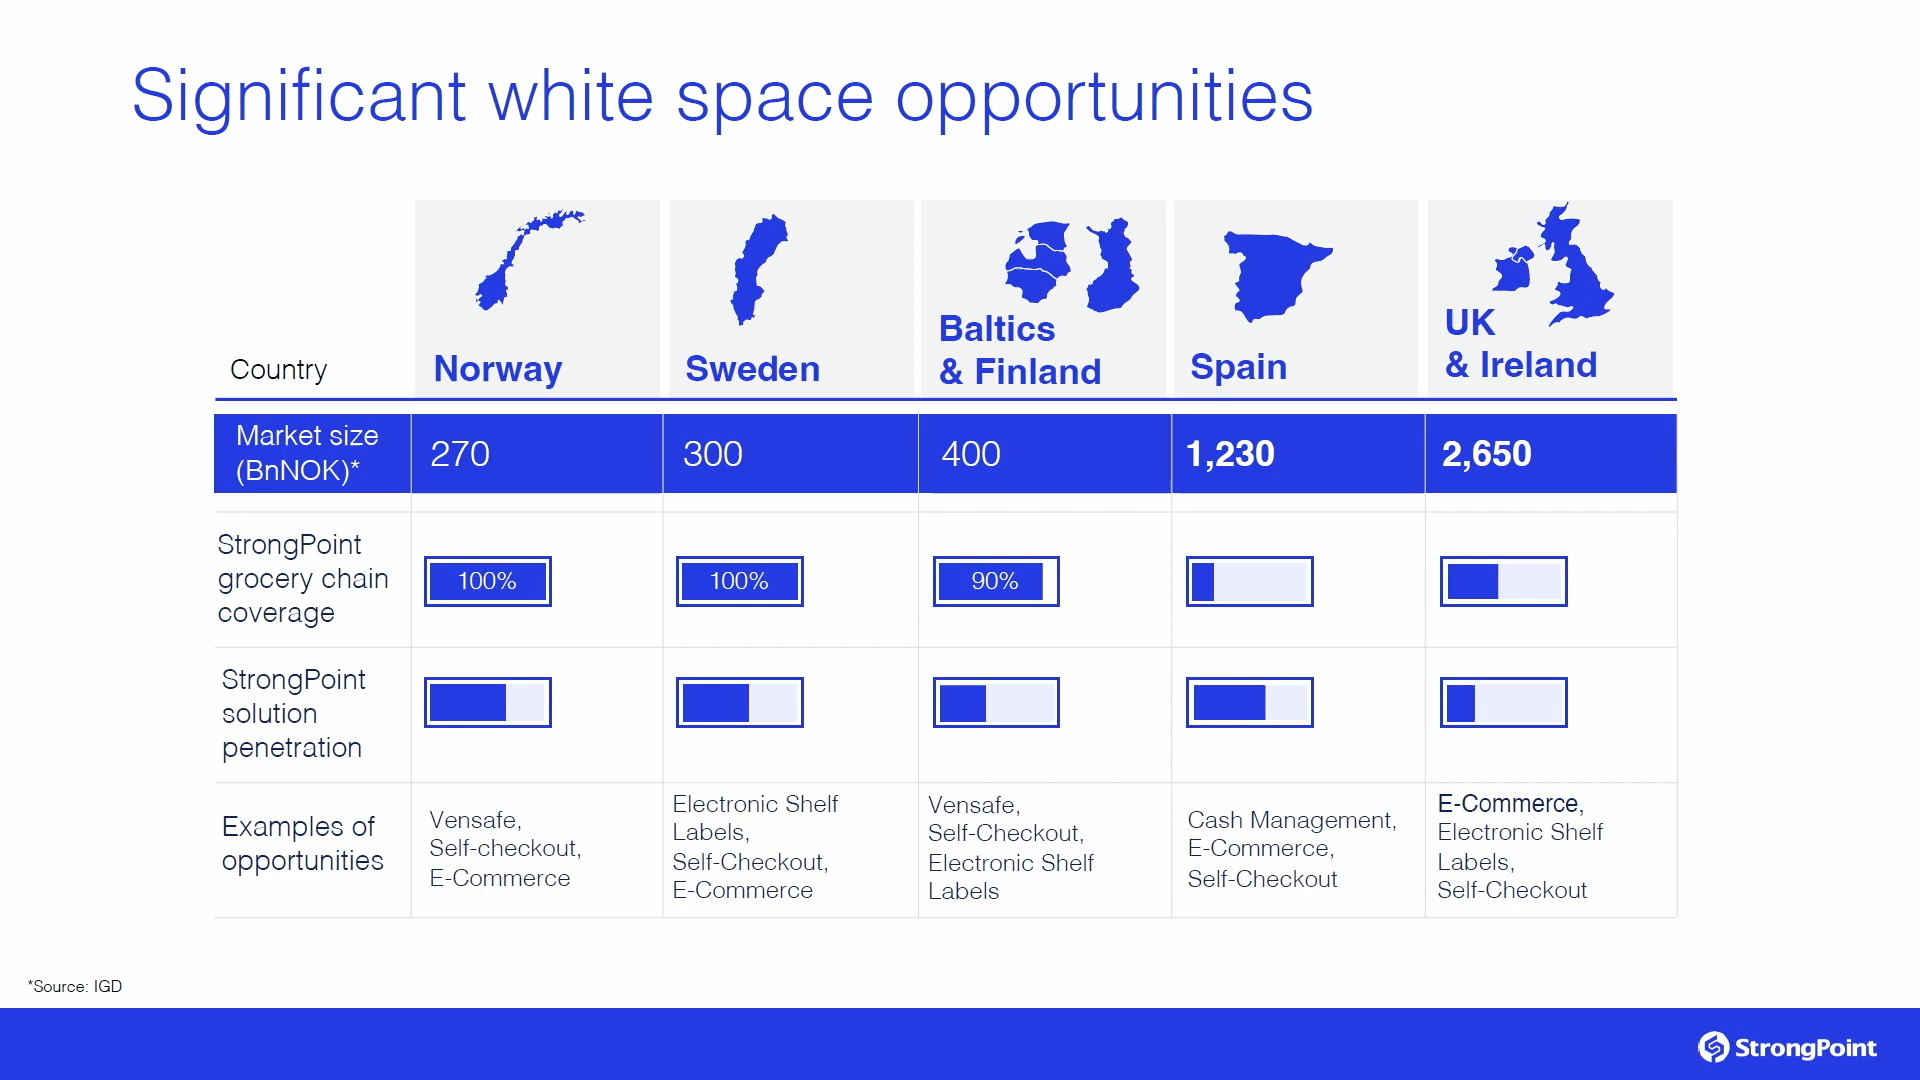 Significant white space opportunities
Country
Norway
Sweden
Baltics
& Finland
Spain
UK
& Ireland
Market size
(BnNOK)*
270
300
400
1,230
2,650
StrongPoint
grocery chain
coverage
100%
100%
90%
StrongPoint
solution
penetration
Examples of
opportunities
Vensafe,
Self-checkout,
E-Commerce
Electronic Shelf
Labels,
Self-Checkout,
E-Commerce
Vensafe,
Self-Checkout,
Electronic Shelf
Labels
Cash Management,
E-Commerce,
Self-Checkout
E-Commerce,
Electronic Shelf
Labels,
Self-Checkout
*Source: IGD
StrongPoint